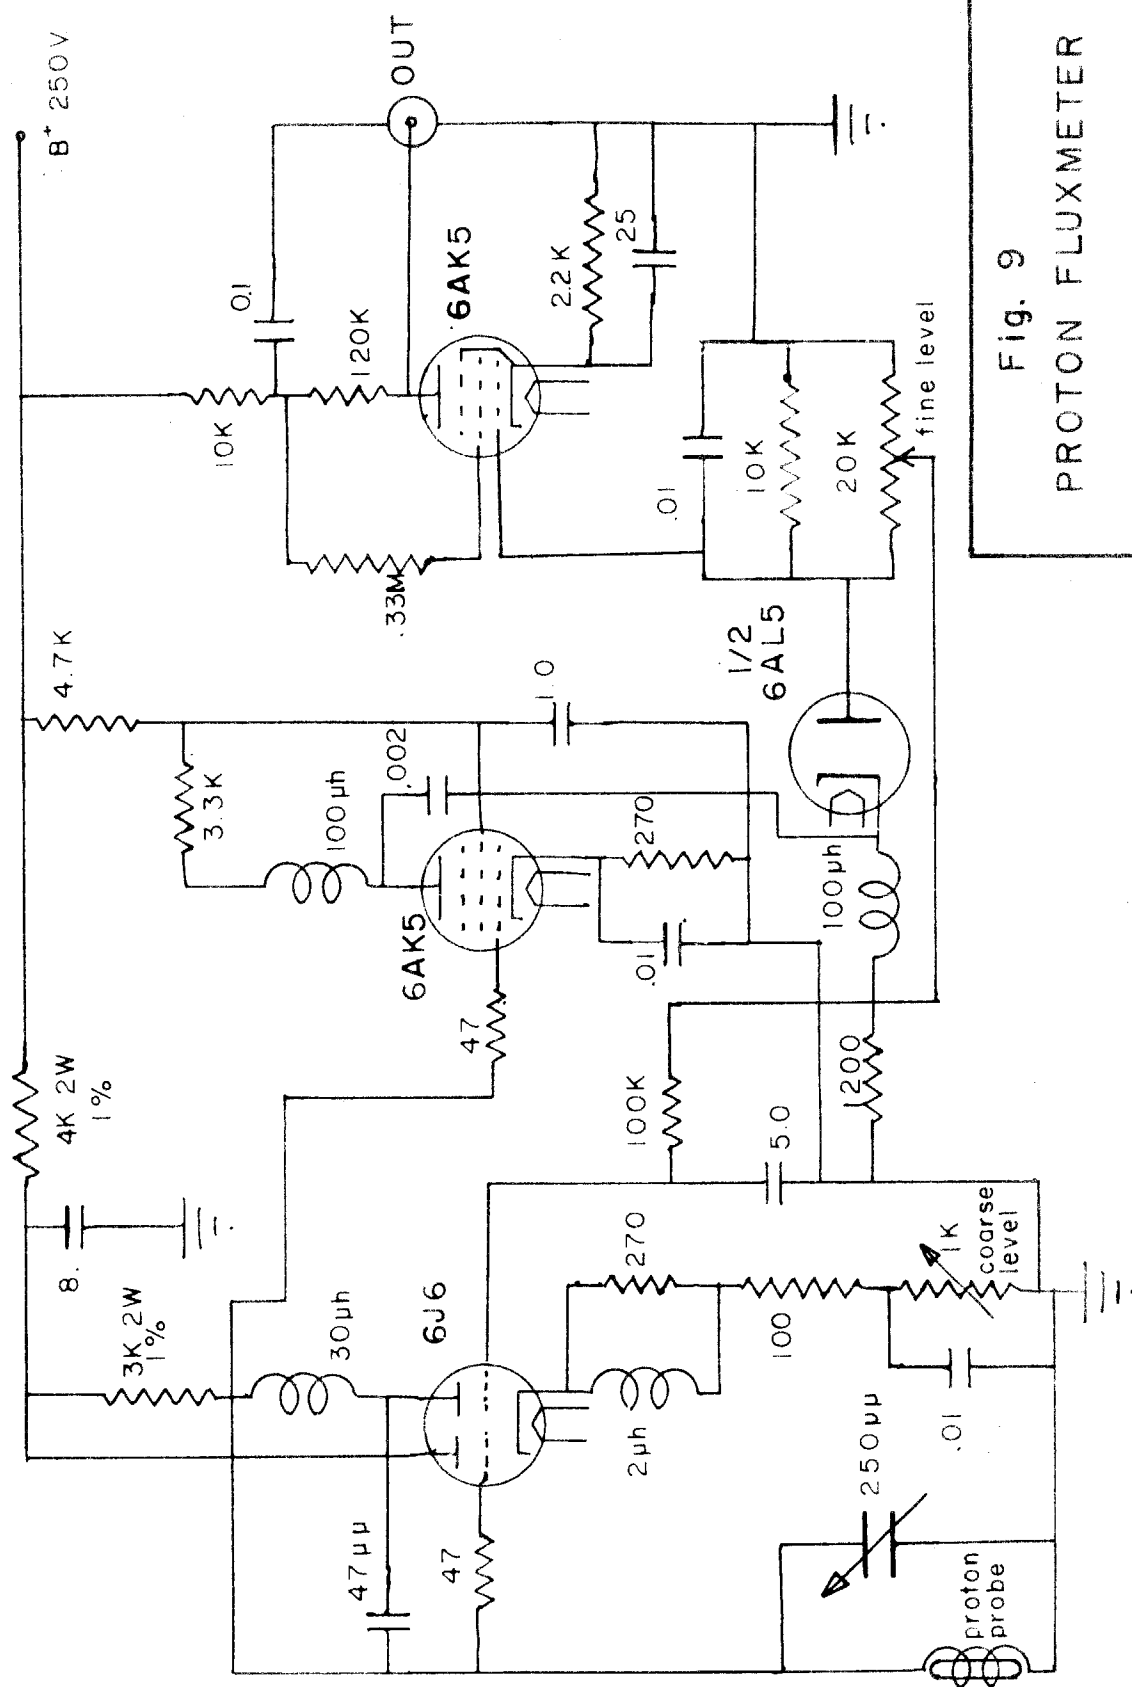 B⁺ 250V
OUT
0.1
10K
120K
6AK5
2.2K
25
.33M
4.7K
3.3K
100μh
.002
1.0
6AK5
270
.01
47
.01
10K
20K
fine level
1/2
6AL5
100μh
1200
100K
5.0
4K 2W
1%
8.
3K 2W
1%
30μh
6J6
270
2μh
100
1K
coarse
level
.01
47μμ
47
250μμ
proton
probe
Fig. 9
PROTON FLUXMETER